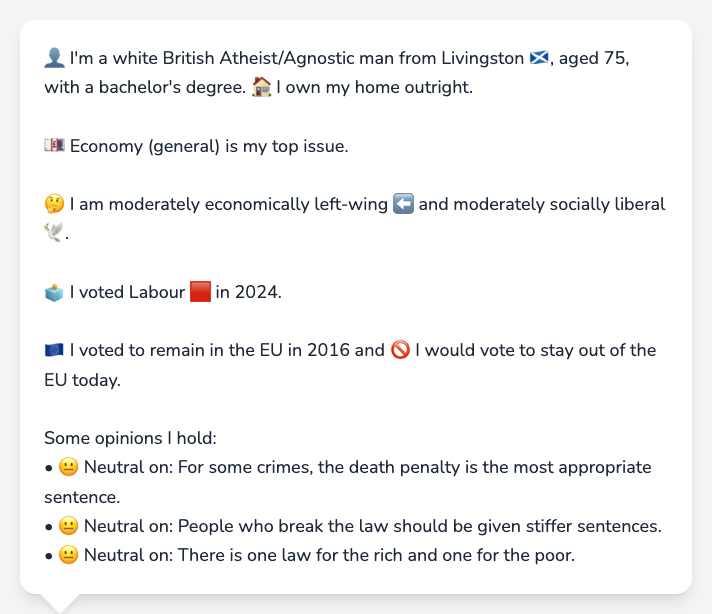 👤 I'm a white British Atheist/Agnostic man from Livingston 🏴󠁧󠁢󠁳󠁣󠁴󠁿, aged 75,
with a bachelor's degree. 🏠 I own my home outright.
💷 Economy (general) is my top issue.
🤔 I am moderately economically left-wing ⬅️ and moderately socially liberal
🕊️.
🗳️ I voted Labour 🟥 in 2024.
🇪🇺 I voted to remain in the EU in 2016 and 🚫 I would vote to stay out of the
EU today.
Some opinions I hold:
• 😐 Neutral on: For some crimes, the death penalty is the most appropriate
sentence.
• 😐 Neutral on: People who break the law should be given stiffer sentences.
• 😐 Neutral on: There is one law for the rich and one for the poor.